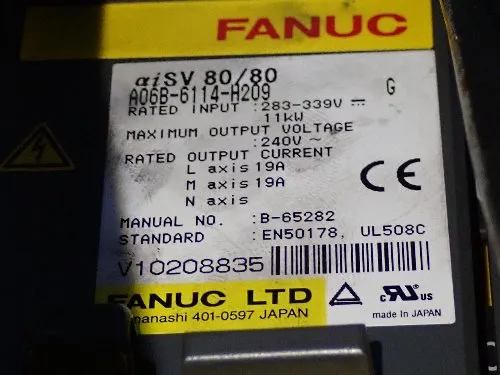 FANUC
αiSV 80/80
A06B-6114-H209 G
RATED INPUT :283-339V
11kW
MAXIMUM OUTPUT VOLTAGE
:240V~
RATED OUTPUT CURRENT
L axis 19A
M axis 19A
N axis
CE
MANUAL NO. :B-65282
STANDARD :EN50178, UL508C
V10208835
FANUC LTD
401-0597 JAPAN
c UR US
made in JAPAN